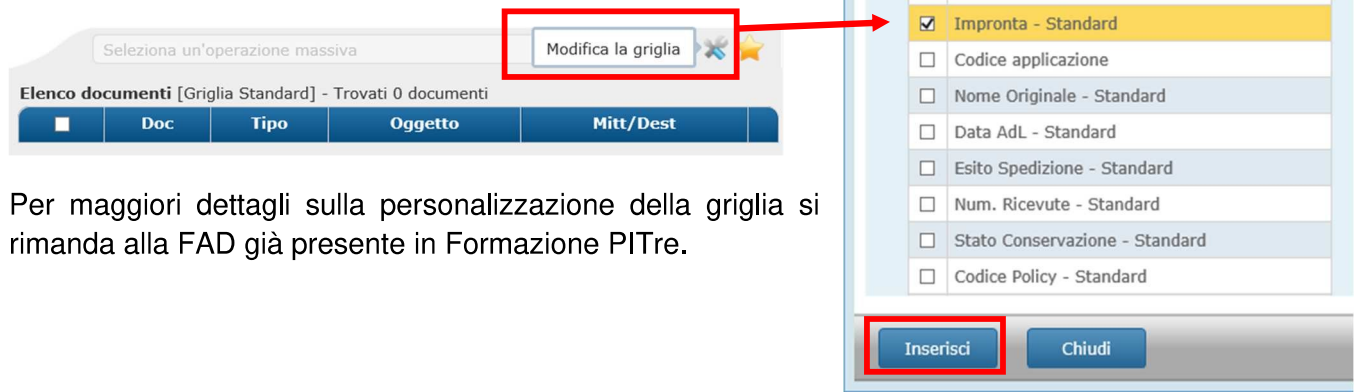 Seleziona un'operazione massiva
Modifica la griglia
Elenco documenti [Griglia Standard] - Trovati 0 documenti
Doc Tipo Oggetto Mitt/Dest
Per maggiori dettagli sulla personalizzazione della griglia si
rimanda alla FAD già presente in Formazione PITre.
Impronta - Standard
Codice applicazione
Nome Originale - Standard
Data AdL - Standard
Esito Spedizione - Standard
Num. Ricevute - Standard
Stato Conservazione - Standard
Codice Policy - Standard
Inserisci Chiudi